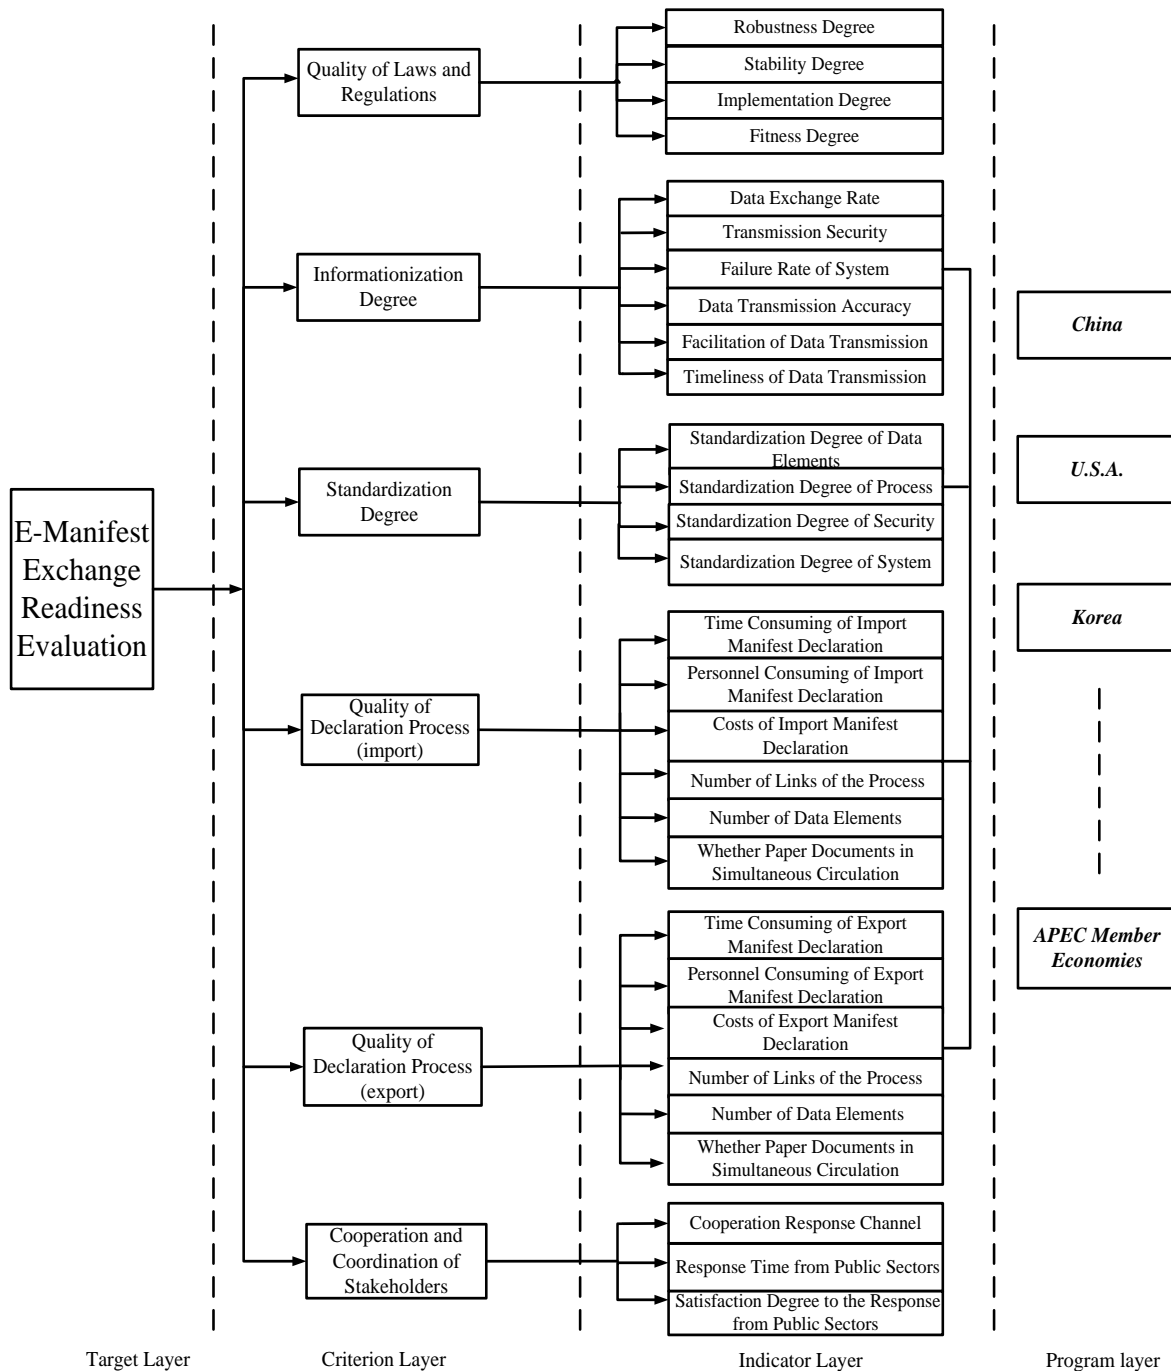 E-Manifest
Exchange
Readiness
Evaluation
Quality of Laws and
Regulations
Informationization
Degree
Standardization
Degree
Quality of
Declaration Process
(import)
Quality of
Declaration Process
(export)
Cooperation and
Coordination of
Stakeholders
Robustness Degree
Stability Degree
Implementation Degree
Fitness Degree
Data Exchange Rate
Transmission Security
Failure Rate of System
Data Transmission Accuracy
Facilitation of Data Transmission
Timeliness of Data Transmission
Standardization Degree of Data
Elements
Standardization Degree of Process
Standardization Degree of Security
Standardization Degree of System
Time Consuming of Import
Manifest Declaration
Personnel Consuming of Import
Manifest Declaration
Costs of Import Manifest
Declaration
Number of Links of the Process
Number of Data Elements
Whether Paper Documents in
Simultaneous Circulation
Time Consuming of Export
Manifest Declaration
Personnel Consuming of Export
Manifest Declaration
Costs of Export Manifest
Declaration
Number of Links of the Process
Number of Data Elements
Whether Paper Documents in
Simultaneous Circulation
Cooperation Response Channel
Response Time from Public Sectors
Satisfaction Degree to the Response
from Public Sectors
China
U.S.A.
Korea
APEC Member
Economies
Target Layer
Criterion Layer
Indicator Layer
Program layer